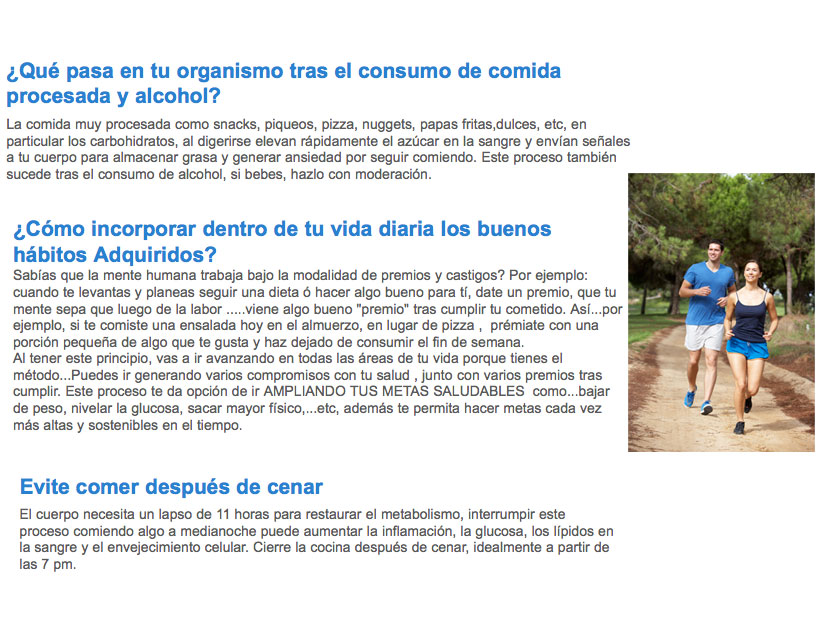 ¿Qué pasa en tu organismo tras el consumo de comida
procesada y alcohol?
La comida muy procesada como snacks, piqueos, pizza, nuggets, papas fritas,dulces, etc, en
particular los carbohidratos, al digerirse elevan rápidamente el azúcar en la sangre y envían señales
a tu cuerpo para almacenar grasa y generar ansiedad por seguir comiendo. Este proceso también
sucede tras el consumo de alcohol, si bebes, hazlo con moderación.
¿Cómo incorporar dentro de tu vida diaria los buenos
hábitos Adquiridos?
Sabías que la mente humana trabaja bajo la modalidad de premios y castigos? Por ejemplo:
cuando te levantas y planeas seguir una dieta ó hacer algo bueno para tí, date un premio, que tu
mente sepa que luego de la labor .....viene algo bueno "premio" tras cumplir tu cometido. Así...por
ejemplo, si te comiste una ensalada hoy en el almuerzo, en lugar de pizza , prémiate con una
porción pequeña de algo que te gusta y haz dejado de consumir el fin de semana.
Al tener este principio, vas a ir avanzando en todas las áreas de tu vida porque tienes el
método...Puedes ir generando varios compromisos con tu salud , junto con varios premios tras
cumplir. Este proceso te da opción de ir AMPLIANDO TUS METAS SALUDABLES como...bajar
de peso, nivelar la glucosa, sacar mayor físico,...etc, además te permita hacer metas cada vez
más altas y sostenibles en el tiempo.
Evite comer después de cenar
El cuerpo necesita un lapso de 11 horas para restaurar el metabolismo, interrumpir este
proceso comiendo algo a medianoche puede aumentar la inflamación, la glucosa, los lípidos en
la sangre y el envejecimiento celular. Cierre la cocina después de cenar, idealmente a partir de
las 7 pm.